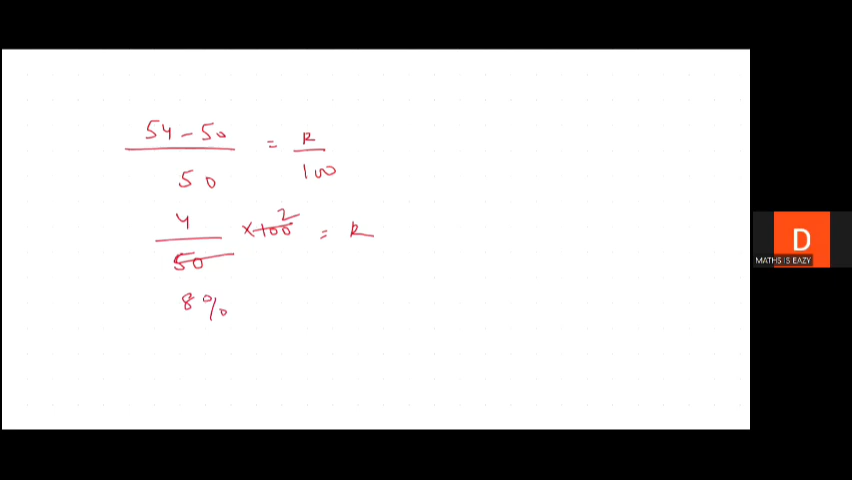 54 - 50 / 50 = R / 100
4 / 50 × 100 2 = R
8%
D
MATHS IS EAZY